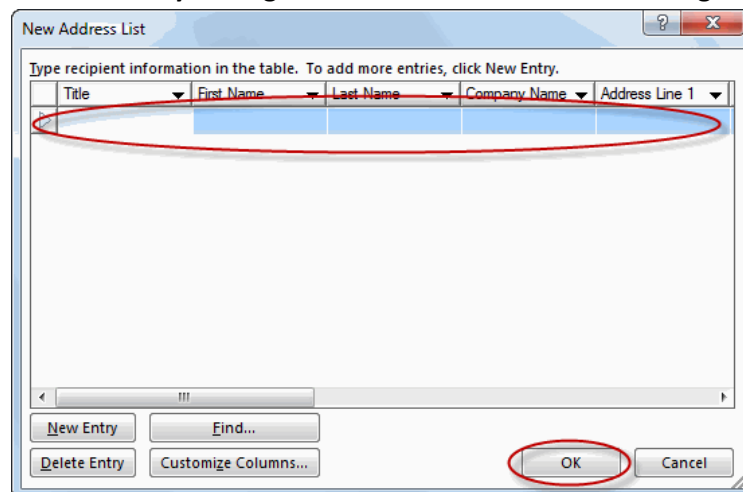 New Address List
?
X
Type recipient information in the table. To add more entries, click New Entry.
Title First Name Last Name Company Name Address Line 1
New Entry Find...
Delete Entry Customize Columns... OK Cancel